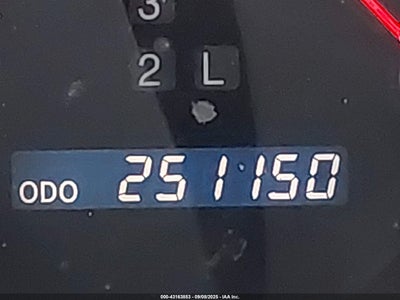 3
2 L
ODO 251150
000-43163053 - 09/09/2025 - IAA Inc.